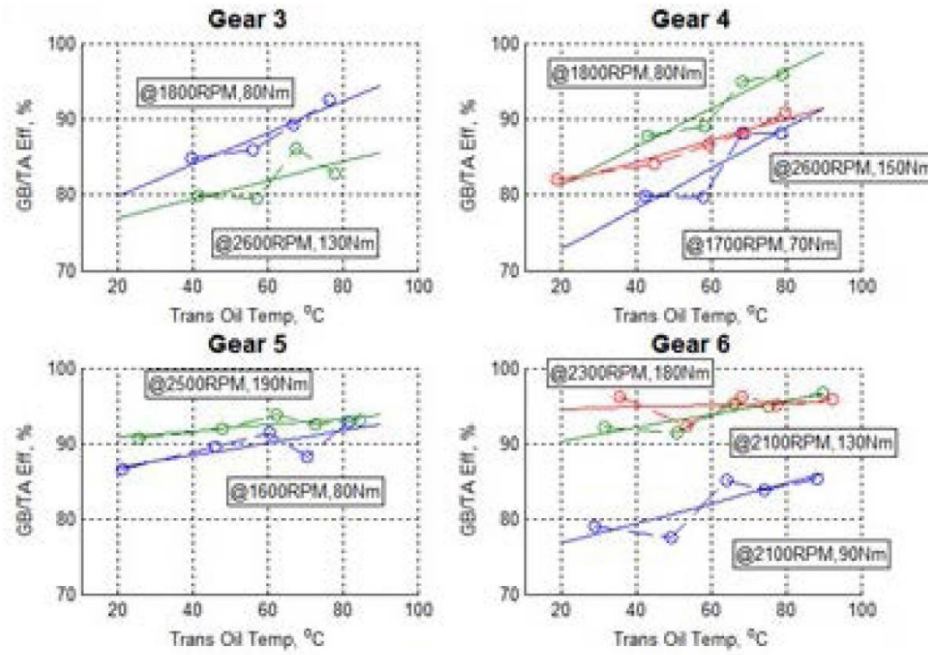 Gear 3
Gear 4
100
90
80
70
GB/TA Eff, %
@1800RPM,80Nm
@2600RPM,130Nm
20 40 60 80 100
Trans Oil Temp, ⁰C
100
90
80
70
GB/TA Eff, %
@1800RPM,80Nm
@2600RPM,150Nm
@1700RPM,70Nm
20 40 60 80 100
Trans Oil Temp, ⁰C
Gear 5
Gear 6
100
90
80
70
GB/TA Eff, %
@2500RPM,190Nm
@1600RPM,80Nm
20 40 60 80 100
Trans Oil Temp, ⁰C
100
90
80
70
GB/TA Eff, %
@2300RPM,180Nm
@2100RPM,130Nm
@2100RPM,90Nm
20 40 60 80 100
Trans Oil Temp, ⁰C